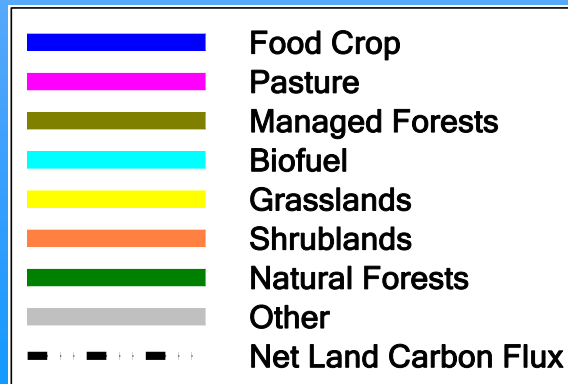 Food Crop
Pasture
Managed Forests
Biofuel
Grasslands
Shrublands
Natural Forests
Other
Net Land Carbon Flux